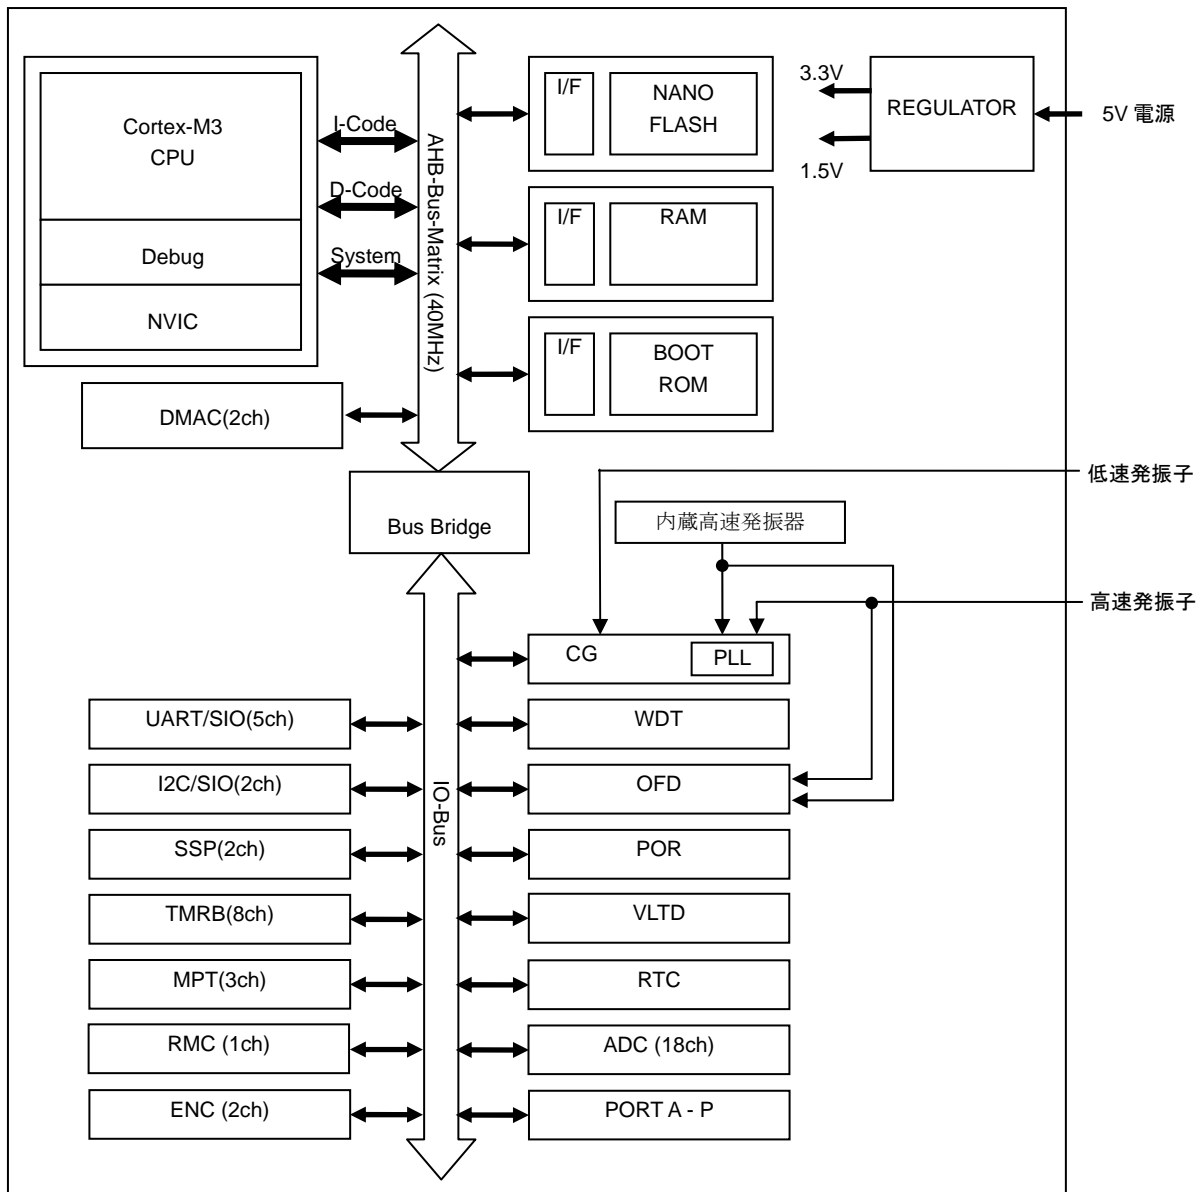 Cortex-M3
CPU
Debug
NVIC
I-Code
D-Code
System
AHB-Bus-Matrix (40MHz)
I/F
NANO
FLASH
I/F
RAM
I/F
BOOT
ROM
3.3V
1.5V
REGULATOR
5V 電源
DMAC(2ch)
Bus Bridge
低速発振子
内蔵高速発振器
高速発振子
CG
PLL
IO-Bus
UART/SIO(5ch)
WDT
I2C/SIO(2ch)
OFD
SSP(2ch)
POR
TMRB(8ch)
VLTD
MPT(3ch)
RTC
RMC (1ch)
ADC (18ch)
ENC (2ch)
PORT A - P